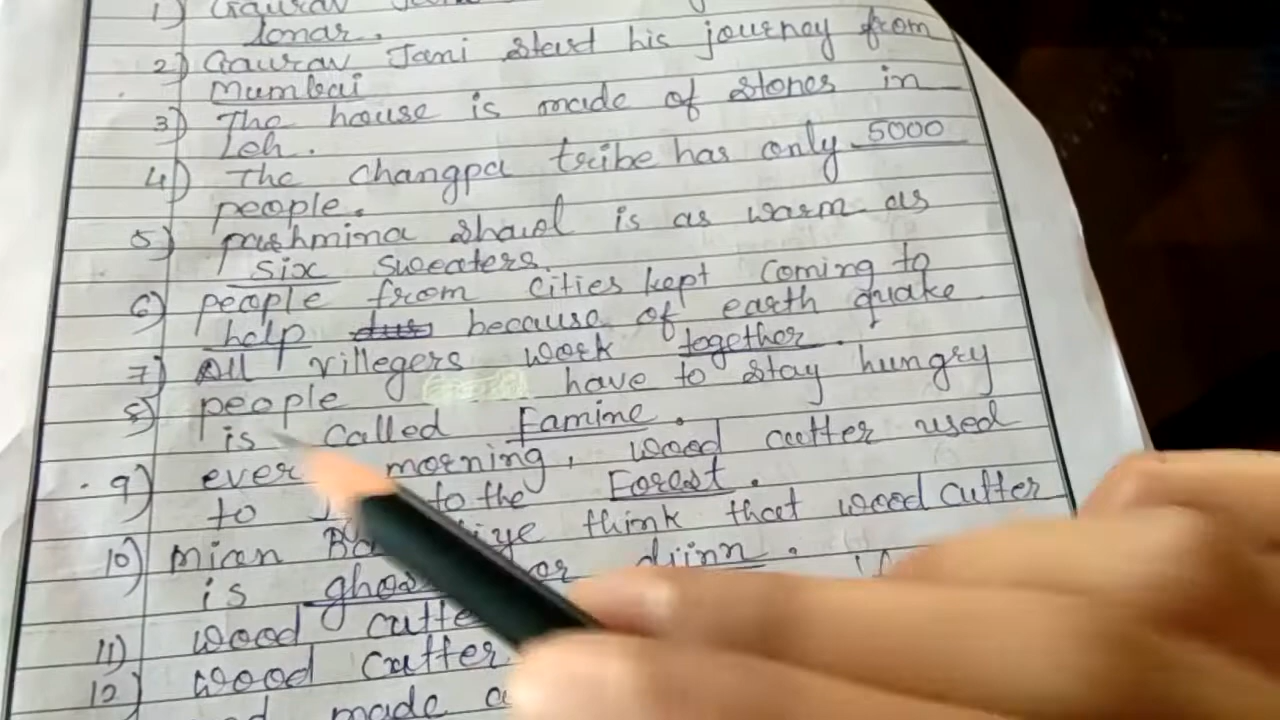 1) Gaurav
Lonar.
2) Gaurav Jani start his journey from
Mumbai
3) The house is made of stones in
Leh.
4) The changpa tribe has only 5000
people.
5) pashmina shawl is as warm as
six sweaters.
6) people from cities kept coming to
help because of earth quake
7) All villegers work together.
8) people have to stay hungry
is called Famine.
9) ever morning, wood cutter used
to to the Forest.
10) mian think that wood cutter
is or djinn.
11) wood
12) wood cutter
made